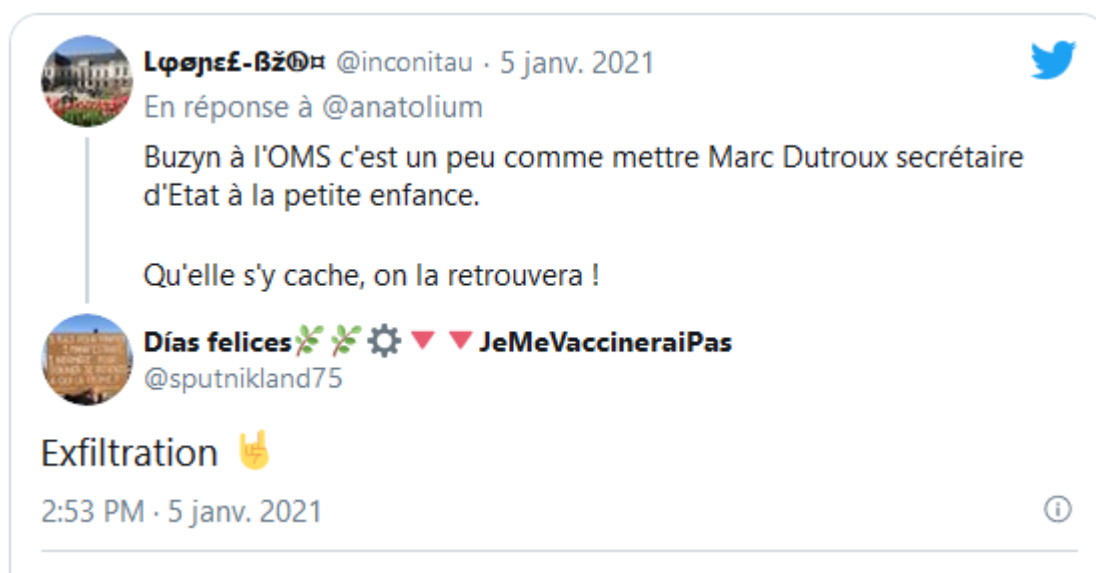 Lφøɲε£-ßžⓗ¤ @inconitau · 5 janv. 2021
En réponse à @anatolium
Buzyn à l'OMS c'est un peu comme mettre Marc Dutroux secrétaire
d'Etat à la petite enfance.
Qu'elle s'y cache, on la retrouvera !
Días felices🌿🌿⚙️🔻🔻JeMeVaccineraiPas
@sputnikland75
Exfiltration 🤘
2:53 PM · 5 janv. 2021